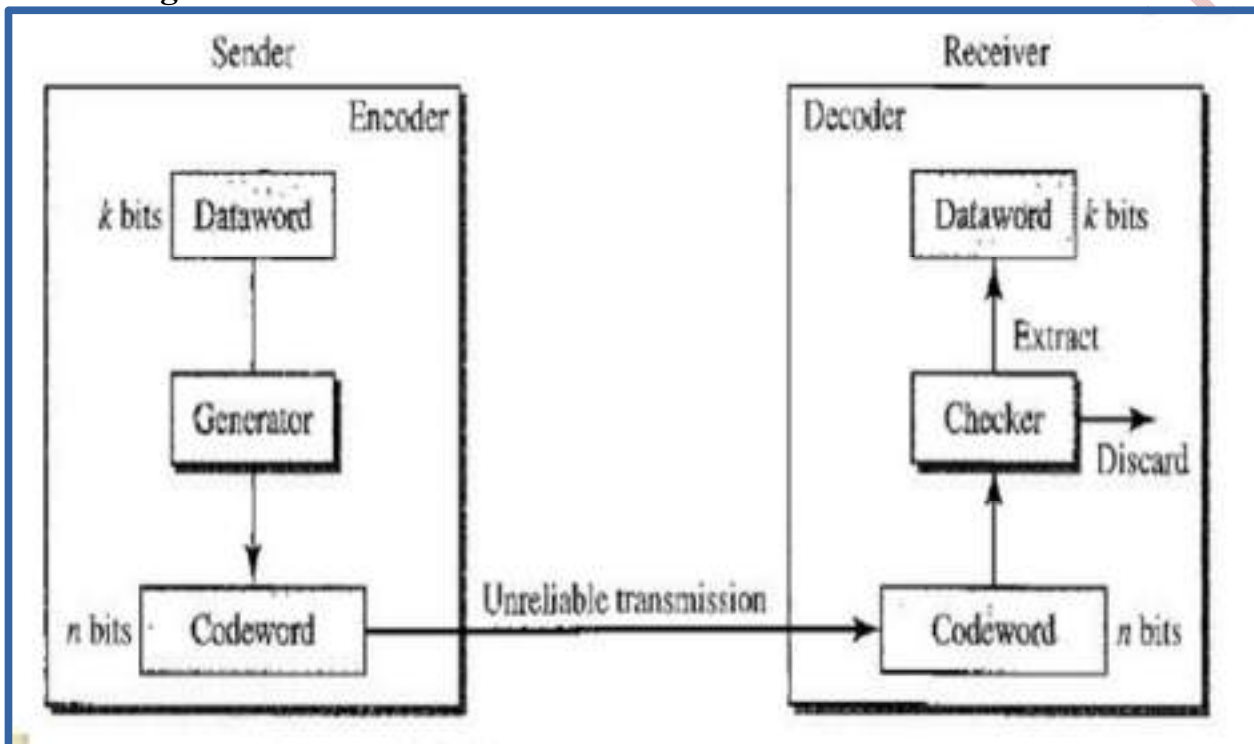 Sender
Receiver
Encoder
Decoder
k bits
Dataword
Dataword
k bits
Extract
Generator
Checker
Discard
Unreliable transmission
n bits
Codeword
Codeword
n bits